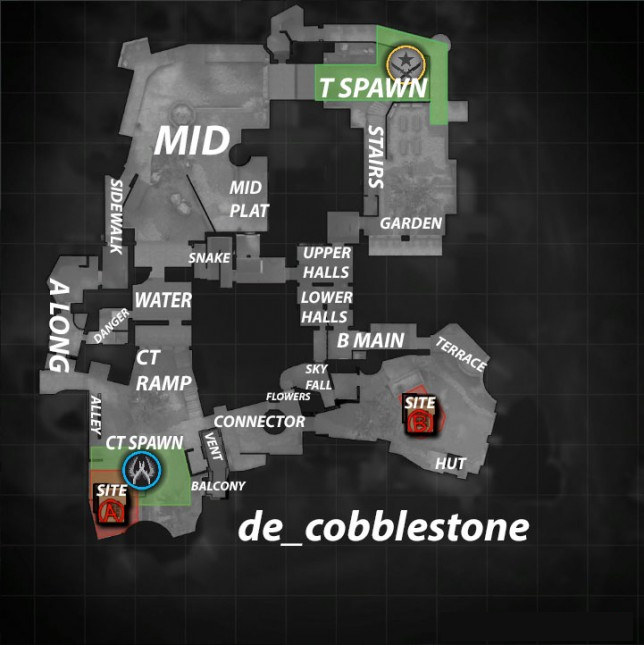 T SPAWN
MID
STAIRS
SIDEWALK
MID
PLAT
GARDEN
SNAKE
UPPER
HALLS
A LONG
WATER
LOWER
HALLS
DANGER
B MAIN
TERRACE
CT
RAMP
SKY
FALL
FLOWERS
ALLEY
SITE
B
CONNECTOR
CT SPAWN
VENT
HUT
SITE
A
BALCONY
de_cobblestone